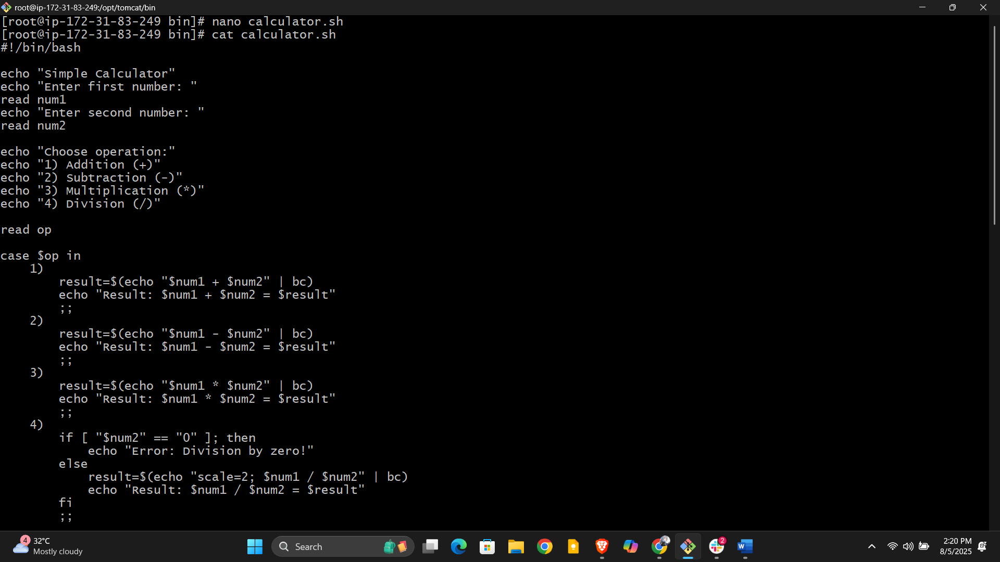 root@ip-172-31-83-249:/opt/tomcat/bin
[root@ip-172-31-83-249 bin]# nano calculator.sh
[root@ip-172-31-83-249 bin]# cat calculator.sh
#!/bin/bash

echo "Simple Calculator"
echo "Enter first number: "
read num1
echo "Enter second number: "
read num2

echo "Choose operation:"
echo "1) Addition (+)"
echo "2) Subtraction (-)"
echo "3) Multiplication (*)"
echo "4) Division (/)"

read op

case $op in
    1)
        result=$(echo "$num1 + $num2" | bc)
        echo "Result: $num1 + $num2 = $result"
        ;;
    2)
        result=$(echo "$num1 - $num2" | bc)
        echo "Result: $num1 - $num2 = $result"
        ;;
    3)
        result=$(echo "$num1 * $num2" | bc)
        echo "Result: $num1 * $num2 = $result"
        ;;
    4)
        if [ "$num2" == "0" ]; then
            echo "Error: Division by zero!"
        else
            result=$(echo "scale=2; $num1 / $num2" | bc)
            echo "Result: $num1 / $num2 = $result"
        fi
        ;;
4
32°C
Mostly cloudy
Search
2
W
2:20 PM
8/5/2025